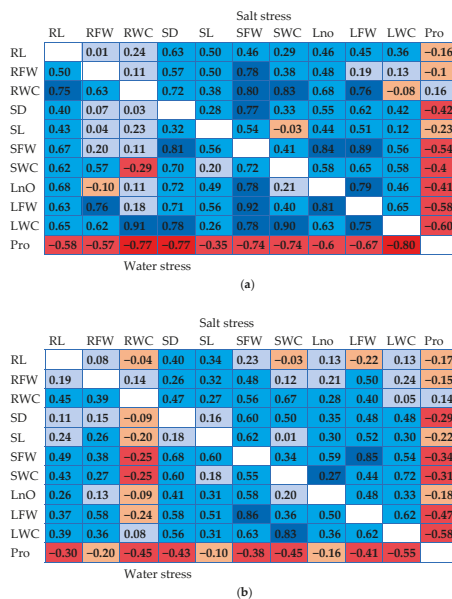 Salt stress
RL RFW RWC SD SL SFW SWC Lno LFW LWC Pro
RL 0.01 0.24 0.63 0.50 0.46 0.29 0.46 0.45 0.36 −0.16
RFW 0.50 0.11 0.57 0.50 0.78 0.38 0.48 0.19 0.13 −0.1
RWC 0.75 0.63 0.72 0.38 0.80 0.83 0.68 0.76 −0.08 0.16
SD 0.40 0.07 0.03 0.28 0.77 0.33 0.55 0.62 0.42 −0.42
SL 0.43 0.04 0.23 0.32 0.54 −0.03 0.44 0.51 0.12 −0.23
SFW 0.67 0.20 0.11 0.81 0.56 0.41 0.84 0.89 0.56 −0.54
SWC 0.62 0.57 −0.29 0.70 0.20 0.72 0.58 0.65 0.58 −0.4
LnO 0.68 −0.10 0.11 0.72 0.49 0.78 0.21 0.79 0.46 −0.41
LFW 0.63 0.76 0.18 0.71 0.56 0.92 0.40 0.81 0.65 −0.58
LWC 0.65 0.62 0.91 0.78 0.26 0.78 0.90 0.63 0.75 −0.60
Pro −0.58 −0.57 −0.77 −0.77 −0.35 −0.74 −0.74 −0.6 −0.67 −0.80
Water stress
(a)
Salt stress
RL RFW RWC SD SL SFW SWC Lno LFW LWC Pro
RL 0.08 −0.04 0.40 0.34 0.23 −0.03 0.13 −0.22 0.13 −0.17
RFW 0.19 0.14 0.26 0.32 0.48 0.12 0.21 0.50 0.24 −0.15
RWC 0.45 0.39 0.47 0.27 0.56 0.67 0.28 0.40 0.05 0.14
SD 0.11 0.15 −0.09 0.16 0.60 0.50 0.35 0.48 0.48 −0.29
SL 0.24 0.26 −0.20 0.18 0.62 0.01 0.30 0.52 0.30 −0.22
SFW 0.49 0.38 −0.25 0.68 0.60 0.34 0.59 0.85 0.54 −0.34
SWC 0.43 0.27 −0.25 0.60 0.18 0.55 0.27 0.44 0.72 −0.31
LnO 0.26 0.13 −0.09 0.41 0.31 0.58 0.20 0.48 0.33 −0.18
LFW 0.37 0.58 −0.24 0.58 0.51 0.86 0.36 0.50 0.62 −0.47
LWC 0.39 0.36 0.08 0.56 0.31 0.63 0.83 0.36 0.62 −0.58
Pro −0.30 −0.20 −0.45 −0.43 −0.10 −0.38 −0.45 −0.16 −0.41 −0.55
Water stress
(b)